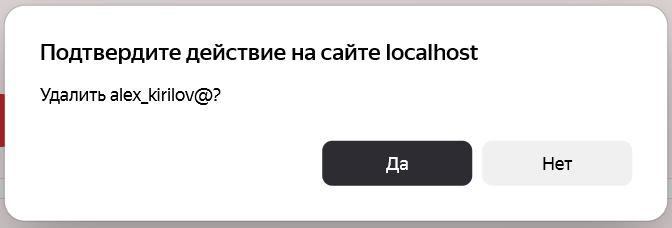 Подтвердите действие на сайте localhost
Удалить alex_kirilov@?
Да
Нет